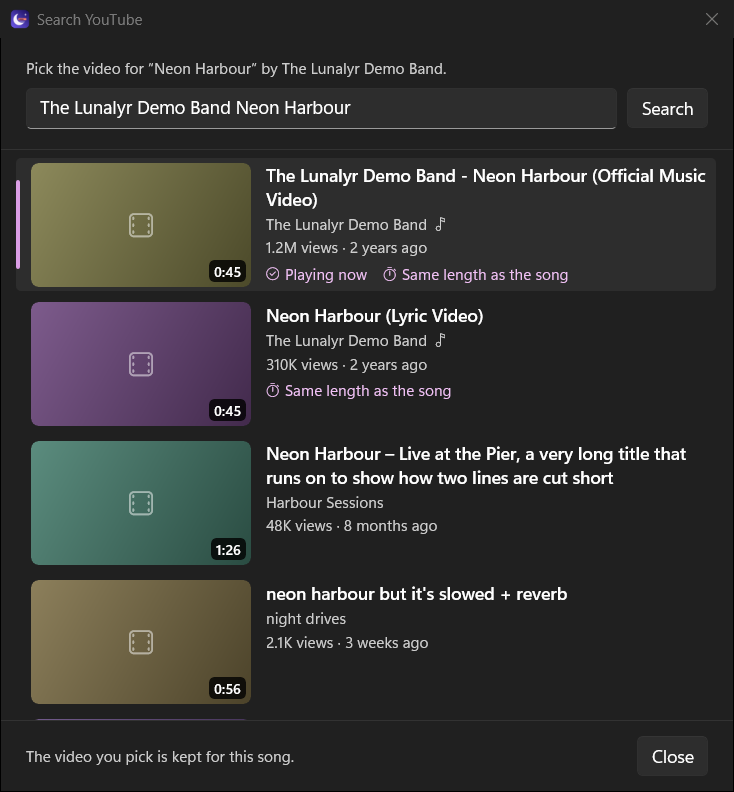 Search YouTube
Pick the video for “Neon Harbour” by The Lunalyr Demo Band.
The Lunalyr Demo Band Neon Harbour
Search
The Lunalyr Demo Band - Neon Harbour (Official Music
Video)
The Lunalyr Demo Band
1.2M views · 2 years ago
0:45
Playing now
Same length as the song
Neon Harbour (Lyric Video)
The Lunalyr Demo Band
310K views · 2 years ago
Same length as the song
0:45
Neon Harbour – Live at the Pier, a very long title that
runs on to show how two lines are cut short
Harbour Sessions
48K views · 8 months ago
1:26
neon harbour but it's slowed + reverb
night drives
2.1K views · 3 weeks ago
0:56
The video you pick is kept for this song.
Close